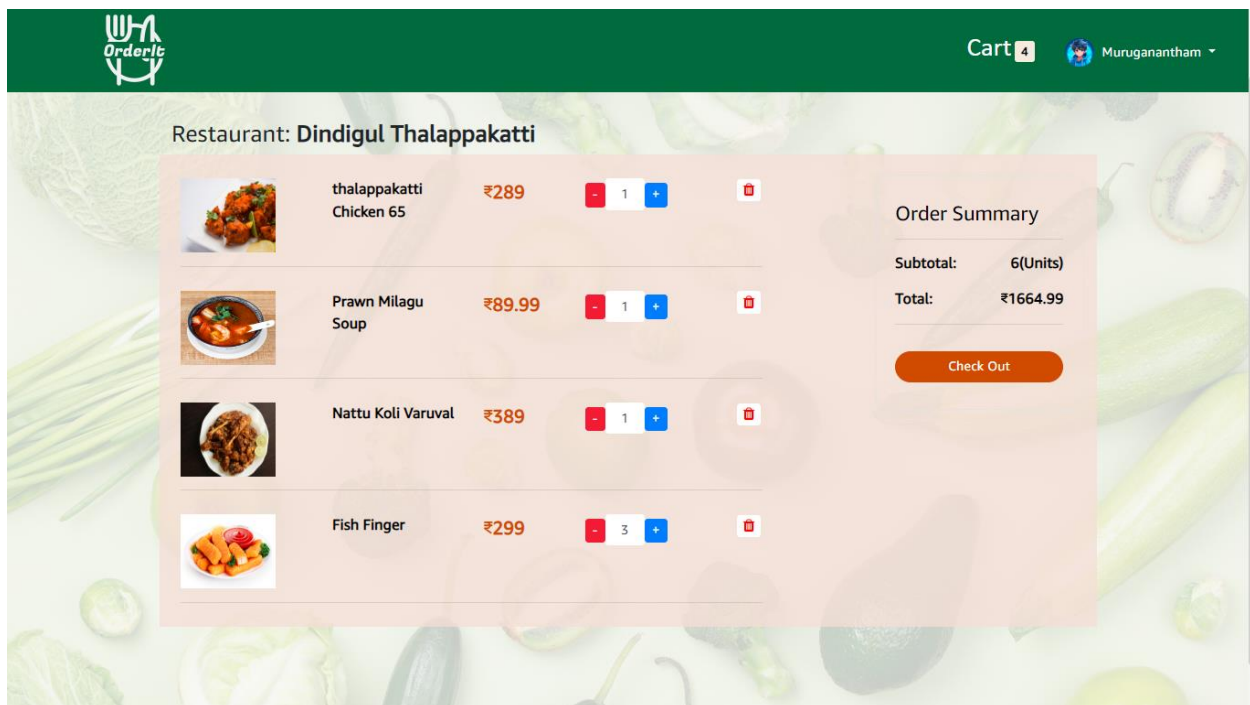 OrderIt
Cart 4
Muruganantham
Restaurant: Dindigul Thalappakatti
thalappakatti
Chicken 65
₹289
- 1 +
Prawn Milagu
Soup
₹89.99
- 1 +
Nattu Koli Varuval
₹389
- 1 +
Fish Finger
₹299
- 3 +
Order Summary
Subtotal: 6(Units)
Total: ₹1664.99
Check Out